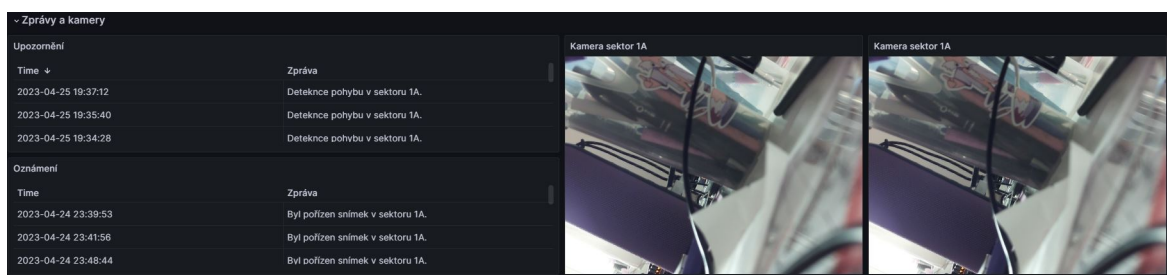 Zprávy a kamery
Upozornění
Time ↓ Zpráva
2023-04-25 19:37:12 Deteknce pohybu v sektoru 1A.
2023-04-25 19:35:40 Deteknce pohybu v sektoru 1A.
2023-04-25 19:34:28 Deteknce pohybu v sektoru 1A.
Oznámení
Time Zpráva
2023-04-24 23:39:53 Byl pořízen snímek v sektoru 1A.
2023-04-24 23:41:56 Byl pořízen snímek v sektoru 1A.
2023-04-24 23:48:44 Byl pořízen snímek v sektoru 1A.
Kamera sektor 1A
Kamera sektor 1A